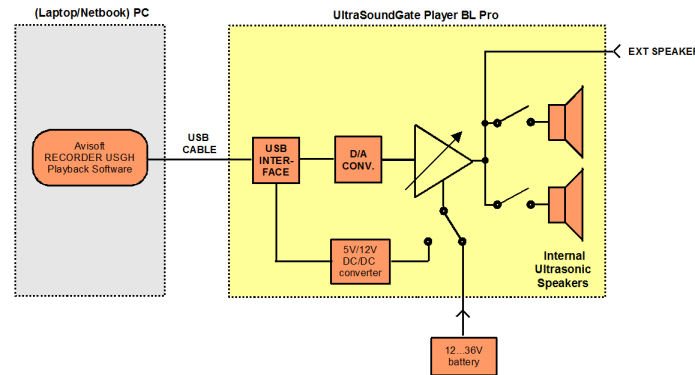 (Laptop/Netbook) PC
UltraSoundGate Player BL Pro
EXT SPEAKER
USB
CABLE
Avisoft
RECORDER USGH
Playback Software
USB
INTER-
FACE
D/A
CONV.
5V/12V
DC/DC
converter
Internal
Ultrasonic
Speakers
12...36V
battery